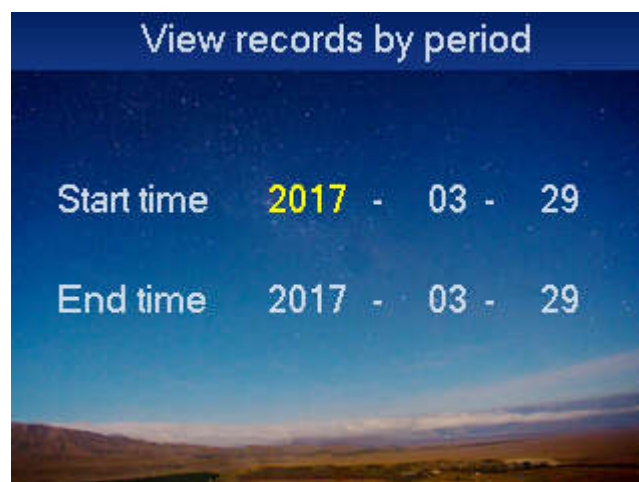 View records by period
Start time 2017 - 03 - 29
End time 2017 - 03 - 29